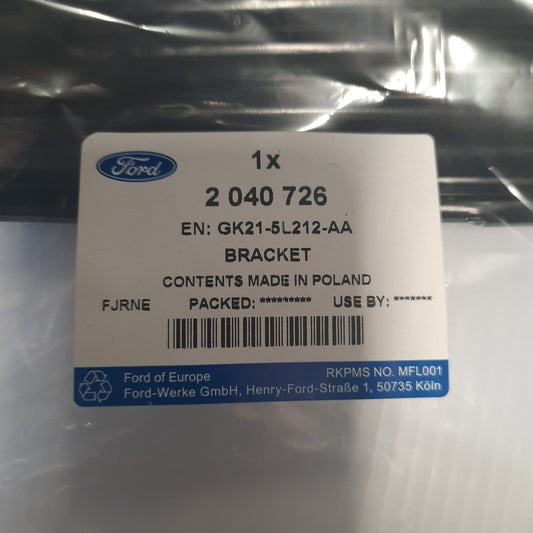 Ford
1x
2 040 726
EN: GK21-5L212-AA
BRACKET
CONTENTS MADE IN POLAND
FJRNE PACKED: ********* USE BY: *******
Ford of Europe RKPMS NO. MFL001
Ford-Werke GmbH, Henry-Ford-Straße 1, 50735 Köln